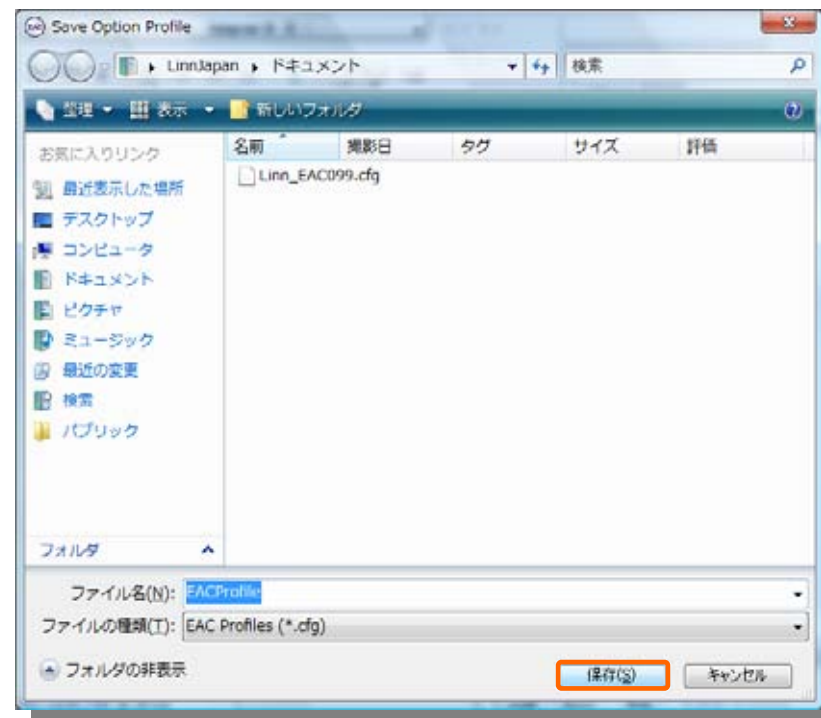 Save Option Profile
LinnJapan ▸ ドキュメント 検索
整理 表示 新しいフォルダ
お気に入りリンク
最近表示した場所
デスクトップ
コンピュータ
ドキュメント
ピクチャ
ミュージック
最近の変更
検索
パブリック
フォルダ
名前 撮影日 タグ サイズ 評価
Linn_EAC099.cfg
ファイル名(N): EACProfile
ファイルの種類(T): EAC Profiles (*.cfg)
フォルダの非表示 保存(S) キャンセル